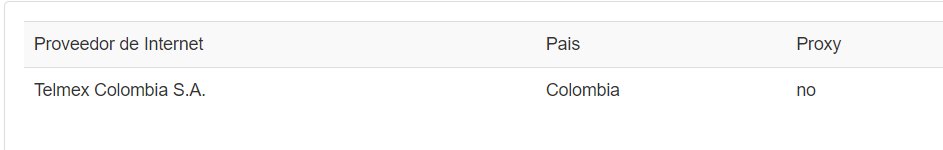 Proveedor de Internet Pais Proxy
Telmex Colombia S.A. Colombia no